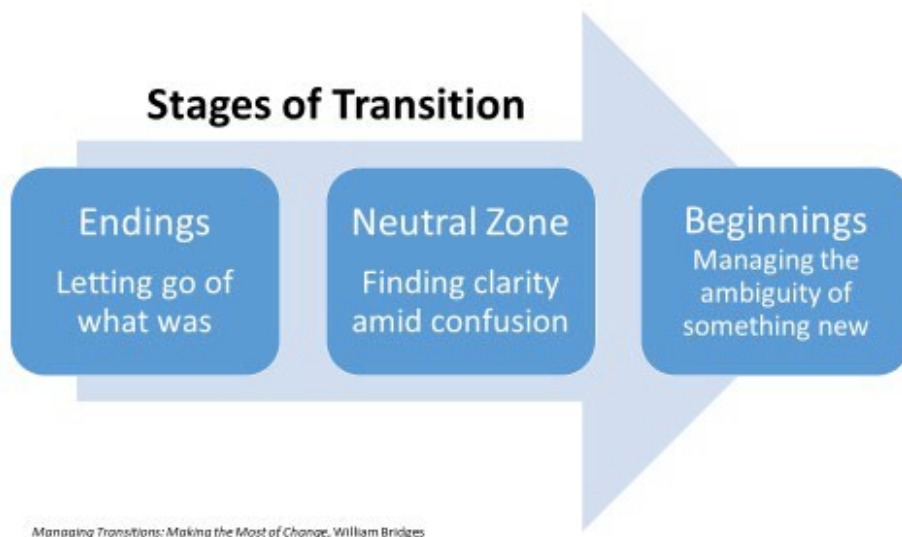 Stages of Transition
Endings
Letting go of
what was
Neutral Zone
Finding clarity
amid confusion
Beginnings
Managing the
ambiguity of
something new
Managing Transitions: Making the Most of Change, William Bridges